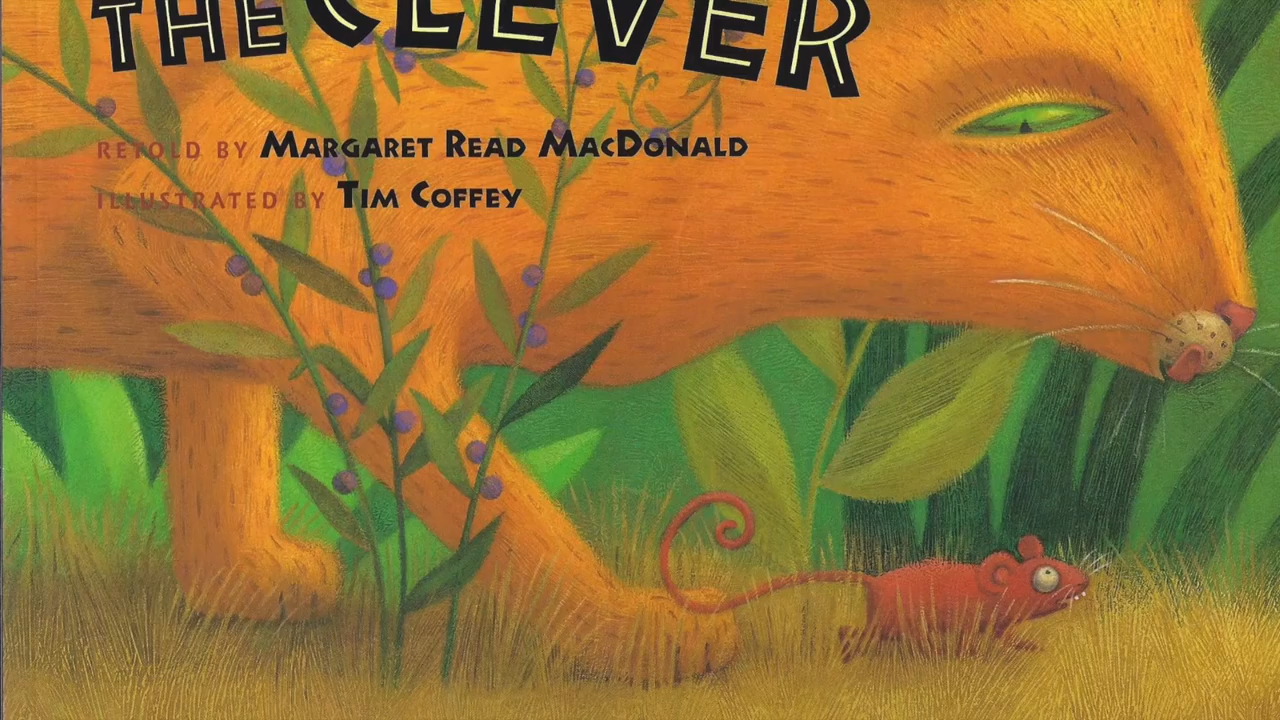 THE CLEVER
RETOLD BY MARGARET READ MACDONALD
ILLUSTRATED BY TIM COFFEY